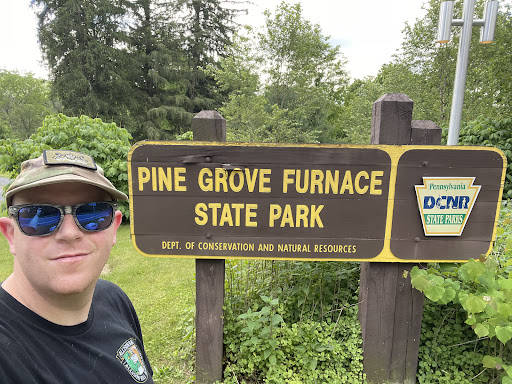 PINE GROVE FURNACE
STATE PARK
DEPT. OF CONSERVATION AND NATURAL RESOURCES
Pennsylvania
DCNR
STATE PARKS